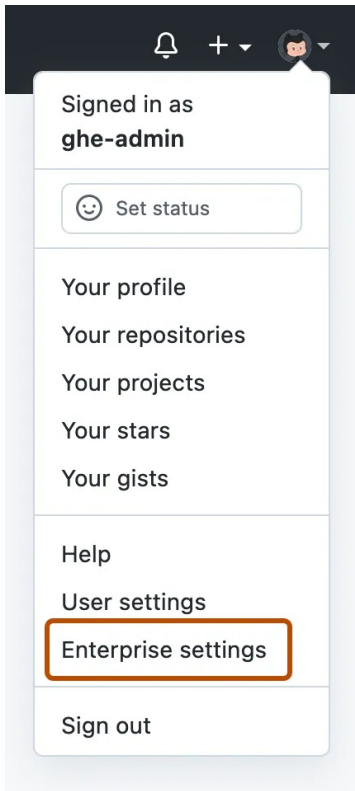 Signed in as
ghe-admin
Set status
Your profile
Your repositories
Your projects
Your stars
Your gists
Help
User settings
Enterprise settings
Sign out